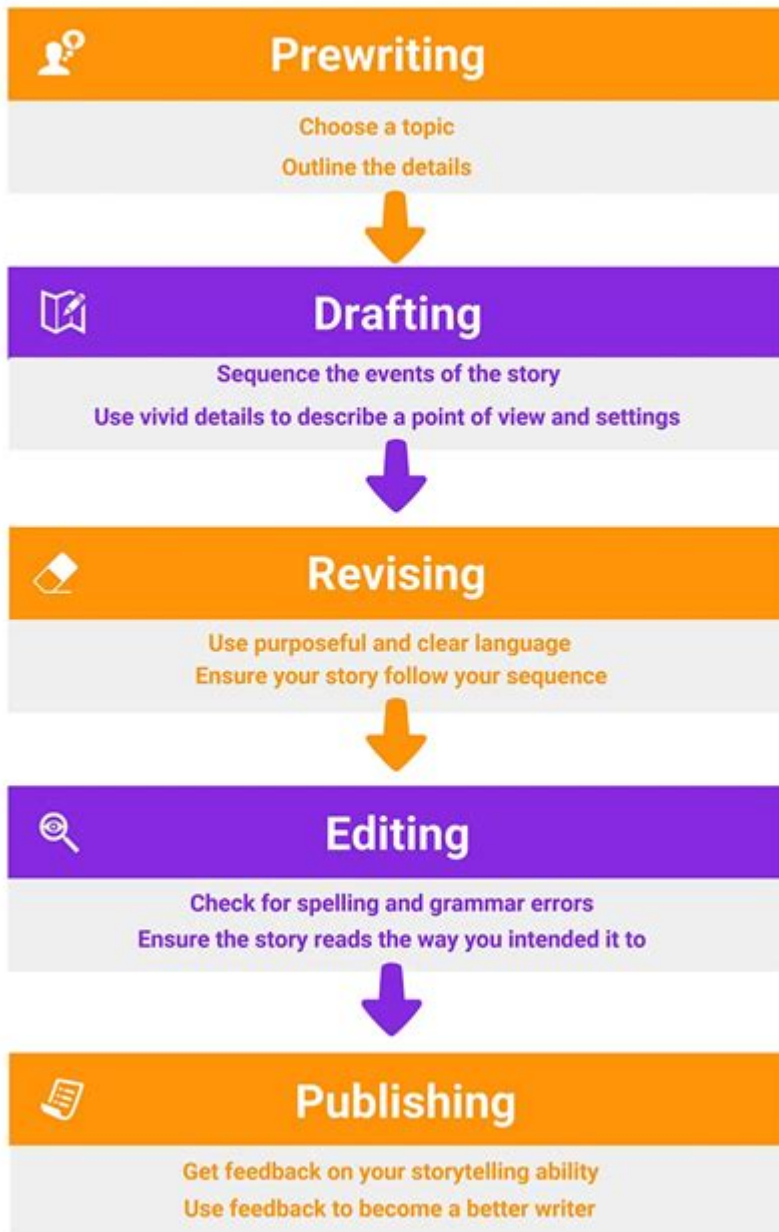 Prewriting
Choose a topic
Outline the details
Drafting
Sequence the events of the story
Use vivid details to describe a point of view and settings
Revising
Use purposeful and clear language
Ensure your story follow your sequence
Editing
Check for spelling and grammar errors
Ensure the story reads the way you intended it to
Publishing
Get feedback on your storytelling ability
Use feedback to become a better writer